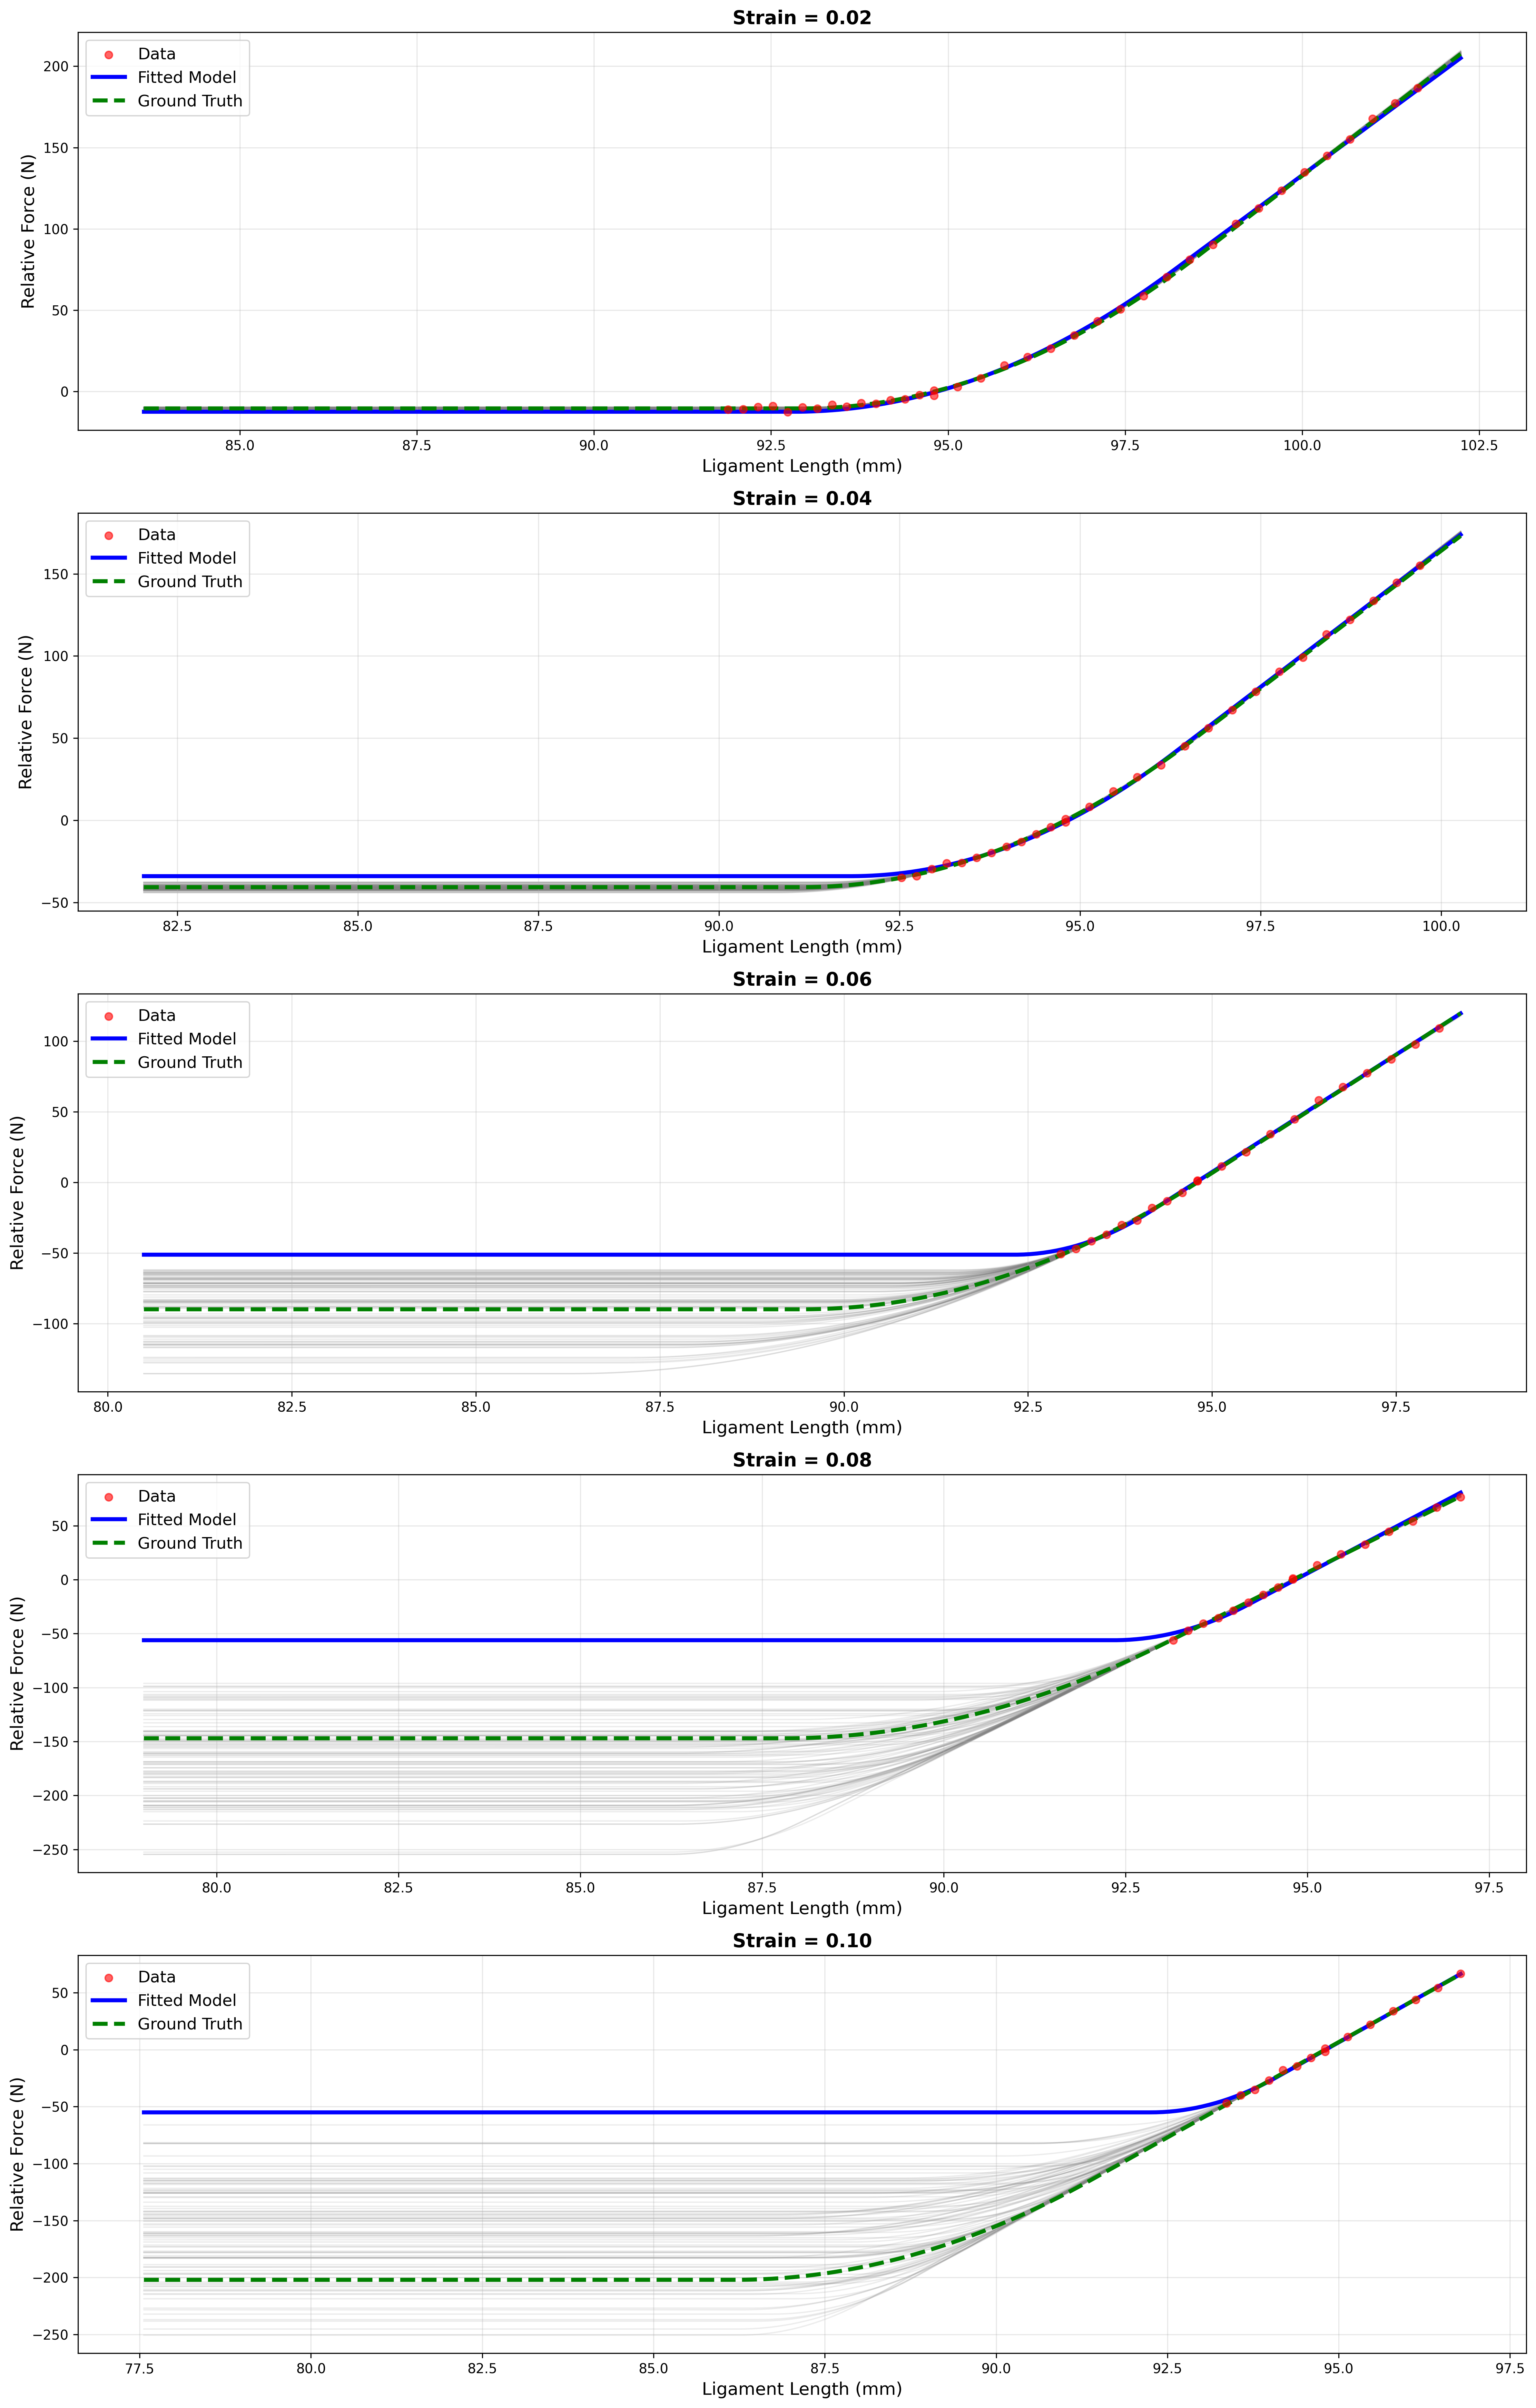 Strain = 0.02
Data
Fitted Model
Ground Truth
200
150
100
50
0
Relative Force (N)
85.0 87.5 90.0 92.5 95.0 97.5 100.0 102.5
Ligament Length (mm)
Strain = 0.04
Data
Fitted Model
Ground Truth
150
100
50
0
−50
Relative Force (N)
82.5 85.0 87.5 90.0 92.5 95.0 97.5 100.0
Ligament Length (mm)
Strain = 0.06
Data
Fitted Model
Ground Truth
100
50
0
−50
−100
Relative Force (N)
80.0 82.5 85.0 87.5 90.0 92.5 95.0 97.5
Ligament Length (mm)
Strain = 0.08
Data
Fitted Model
Ground Truth
50
0
−50
−100
−150
−200
−250
Relative Force (N)
80.0 82.5 85.0 87.5 90.0 92.5 95.0 97.5
Ligament Length (mm)
Strain = 0.10
Data
Fitted Model
Ground Truth
50
0
−50
−100
−150
−200
−250
Relative Force (N)
77.5 80.0 82.5 85.0 87.5 90.0 92.5 95.0 97.5
Ligament Length (mm)